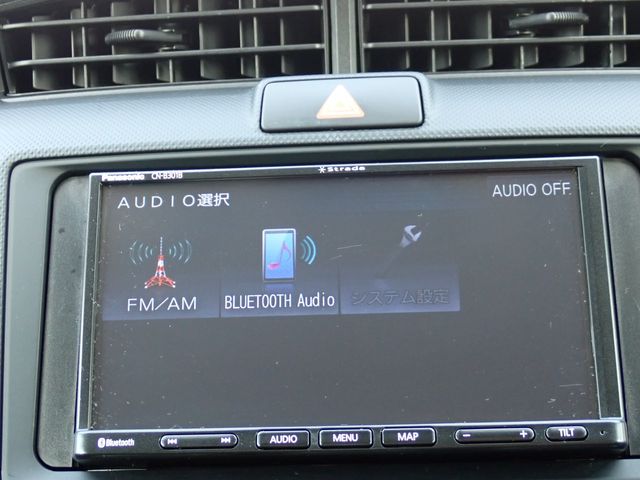 Panasonic CN-B301B Strada
AUDIO選択
AUDIO OFF
FM/AM
BLUETOOTH Audio
システム設定
Bluetooth
AUDIO MENU MAP - + TILT